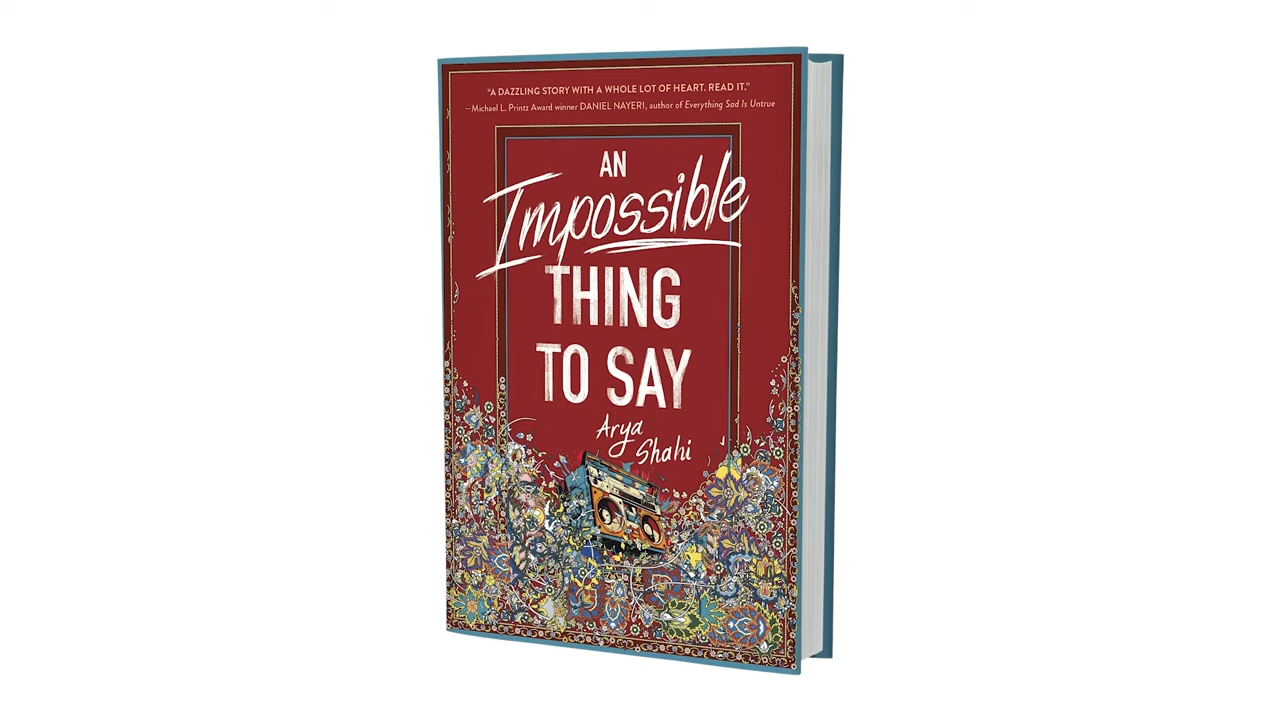 “A DAZZLING STORY WITH A WHOLE LOT OF HEART. READ IT.”
—Michael L. Printz Award winner DANIEL NAYERI, author of Everything Sad Is Untrue
AN
Impossible
THING
TO SAY
Arya
Shahi